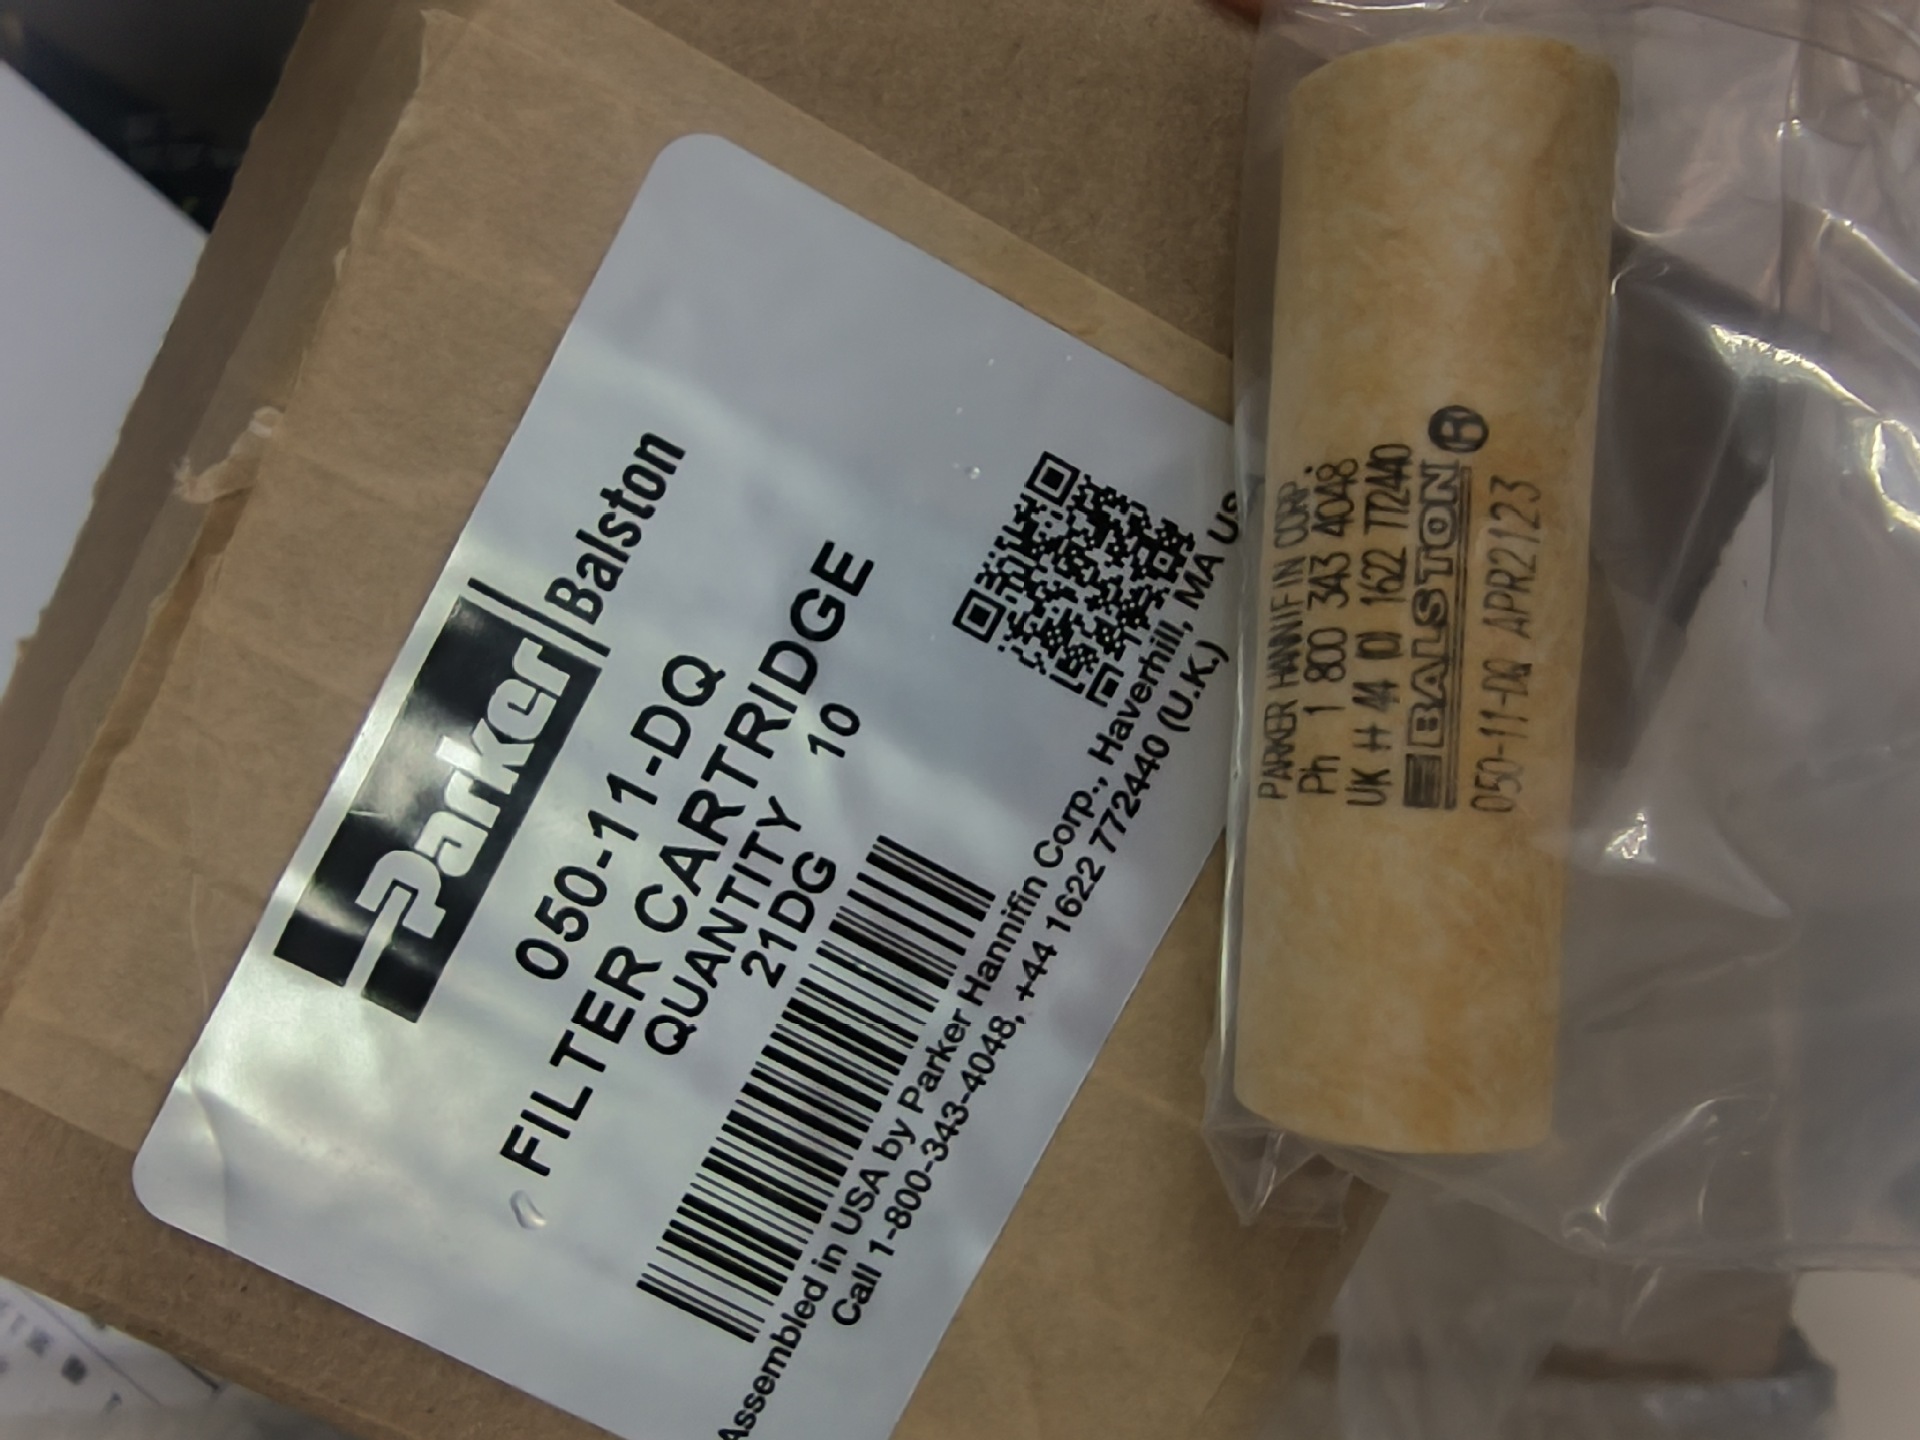 Parker Balston
050-11-DQ
FILTER CARTRIDGE
QUANTITY 10
21DG
Assembled in USA by Parker Hannifin Corp., Haverhill, MA US
Call 1-800-343-4048, +44 1622 7724440 (U.K.)
PARKER HANNIFIN CORP.
Ph 1 800 343 4048
UK ++ 44 (0) 1622 772440
BALSTON ®
050-11-DQ APR2123